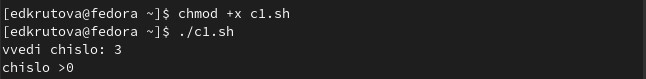 [edkrutova@fedora ~]$ chmod +x c1.sh
[edkrutova@fedora ~]$ ./c1.sh
vvedi chislo: 3
chislo >0